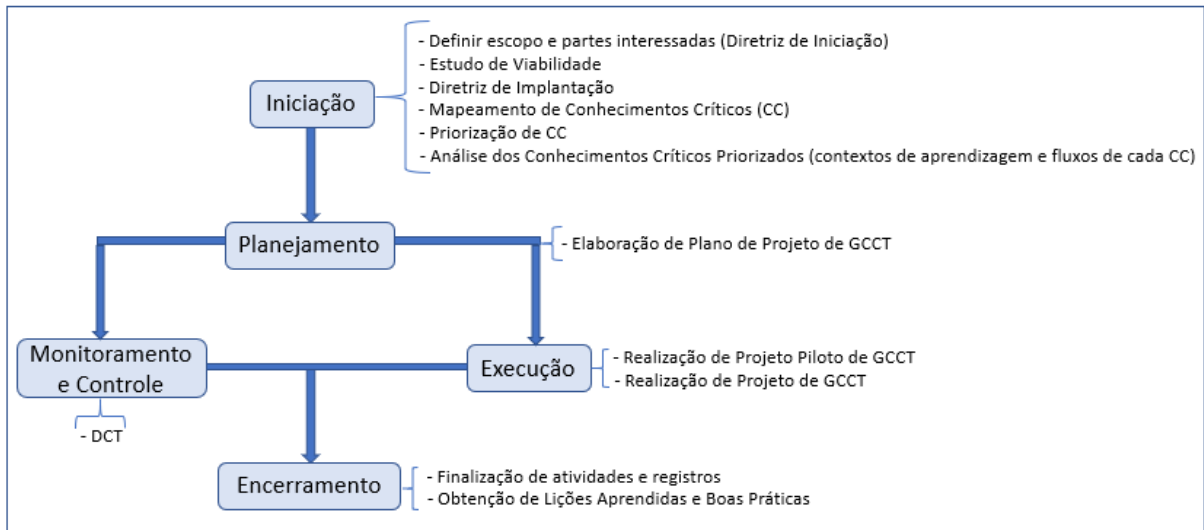 - Definir escopo e partes interessadas (Diretriz de Iniciação)
- Estudo de Viabilidade
- Diretriz de Implantação
Iniciação
- Mapeamento de Conhecimentos Críticos (CC)
- Priorização de CC
- Análise dos Conhecimentos Críticos Priorizados (contextos de aprendizagem e fluxos de cada CC)
Planejamento
- Elaboração de Plano de Projeto de GCCT
Monitoramento
e Controle
- DCT
Execução
- Realização de Projeto Piloto de GCCT
- Realização de Projeto de GCCT
Encerramento
- Finalização de atividades e registros
- Obtenção de Lições Aprendidas e Boas Práticas